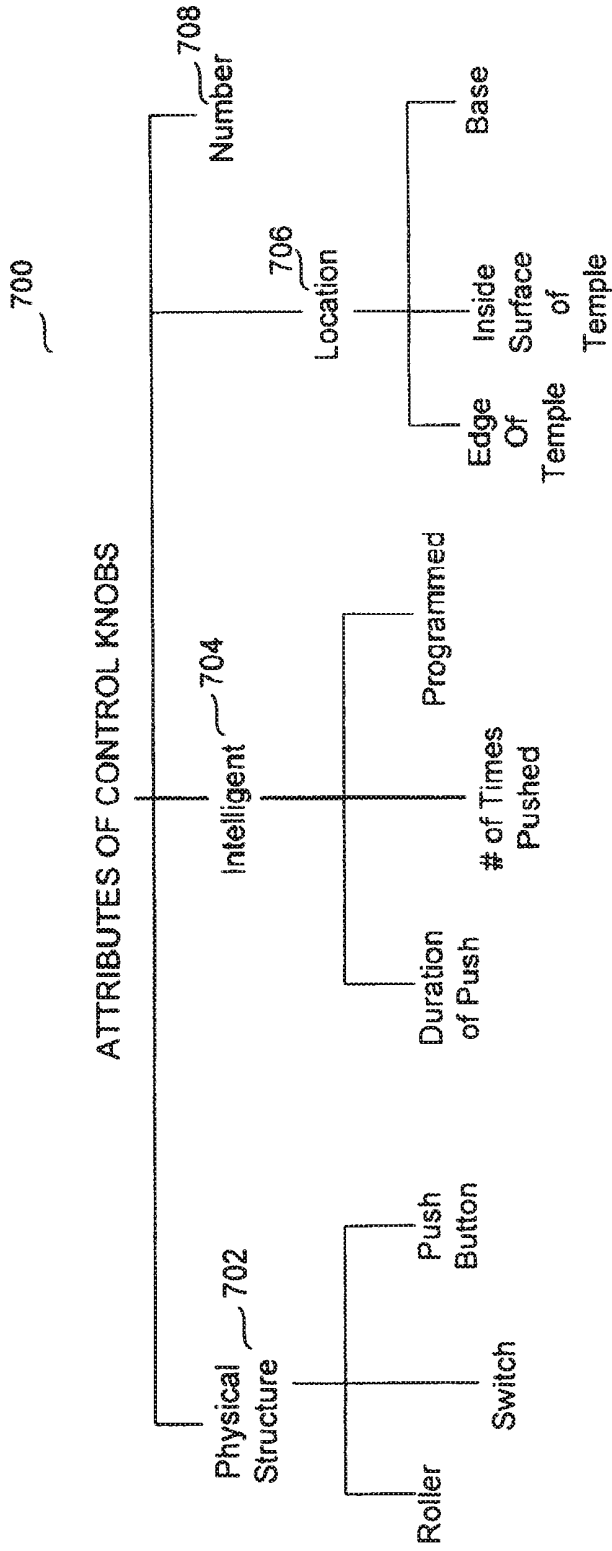 700
ATTRIBUTES OF CONTROL KNOBS
Physical
Structure
702
Roller
Switch
Push
Button
Intelligent
704
Duration
of Push
# of Times
Pushed
Programmed
Location
706
Edge
Of
Temple
Inside
Surface
of
Temple
Base
Number
708